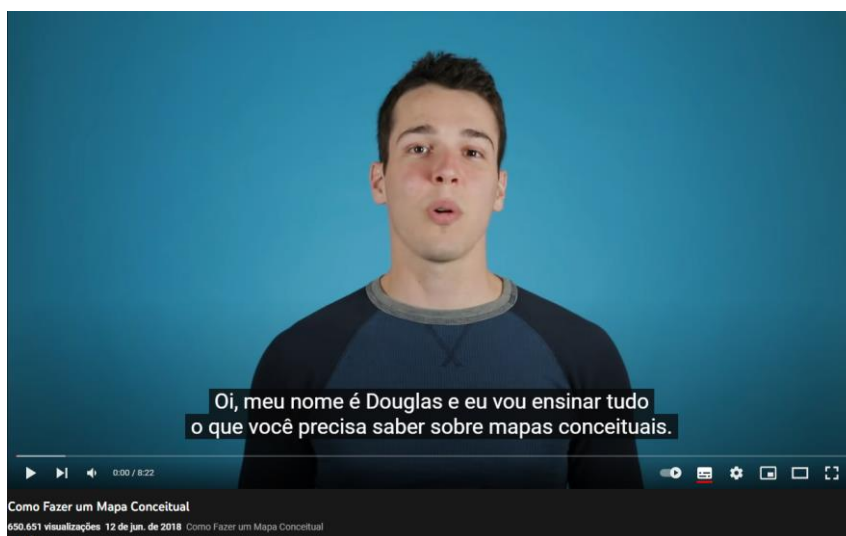 Oi, meu nome é Douglas e eu vou ensinar tudo
o que você precisa saber sobre mapas conceituais.
0:00 / 8:22
Como Fazer um Mapa Conceitual
650.651 visualizações 12 de jun. de 2018 Como Fazer um Mapa Conceitual